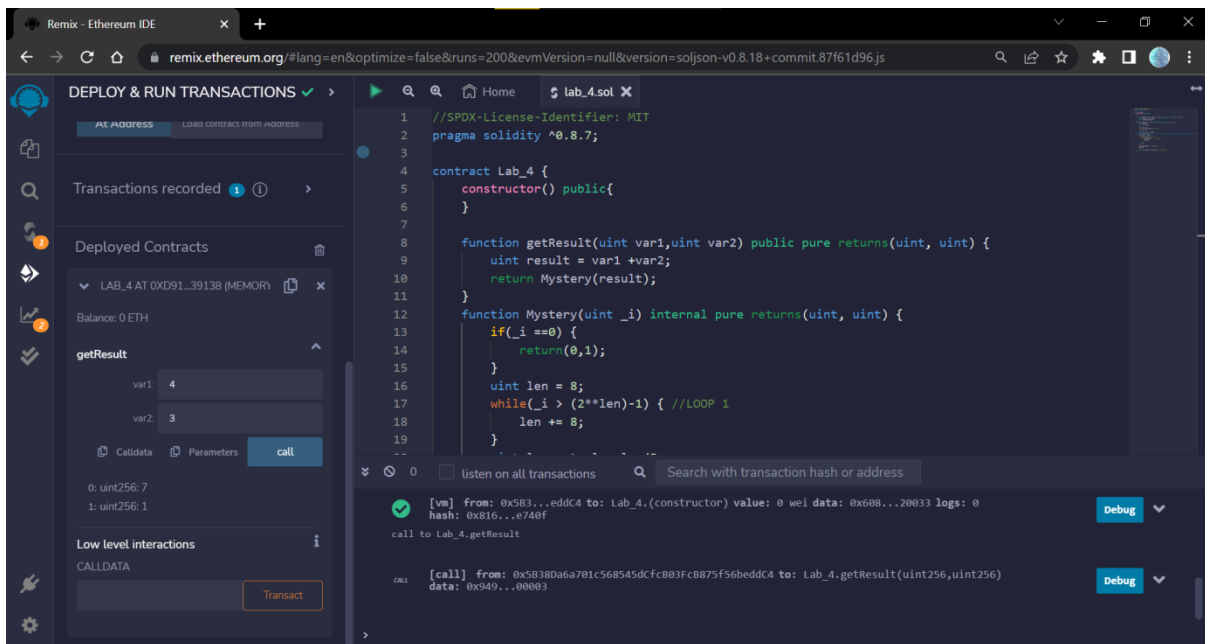 Remix - Ethereum IDE
remix.ethereum.org/#lang=en&optimize=false&runs=200&evmVersion=null&version=soljson-v0.8.18+commit.87f61d96.js
DEPLOY & RUN TRANSACTIONS
At Address Load contract from Address
Transactions recorded 1 i
Deployed Contracts
LAB_4 AT 0XD91...39138 (MEMORY
Balance: 0 ETH
getResult
var1: 4
var2: 3
Calldata Parameters call
0: uint256: 7
1: uint256: 1
Low level interactions i
CALLDATA
Transact
1
2
Home lab_4.sol
1 //SPDX-License-Identifier: MIT
2 pragma solidity ^0.8.7;
3
4 contract Lab_4 {
5 constructor() public{
6 }
7
8 function getResult(uint var1,uint var2) public pure returns(uint, uint) {
9 uint result = var1 +var2;
10 return Mystery(result);
11 }
12 function Mystery(uint _i) internal pure returns(uint, uint) {
13 if(_i ==0) {
14 return(0,1);
15 }
16 uint len = 8;
17 while(_i > (2**len)-1) { //LOOP 1
18 len += 8;
19 }
0 listen on all transactions Search with transaction hash or address
[vm] from: 0x5B3...eddC4 to: Lab_4.(constructor) value: 0 wei data: 0x608...20033 logs: 0
hash: 0x816...e740f
Debug
call to Lab_4.getResult
CALL [call] from: 0x5B38Da6a701c568545dCfcB03FcB875f56beddC4 to: Lab_4.getResult(uint256,uint256)
data: 0x949...00003
Debug
>